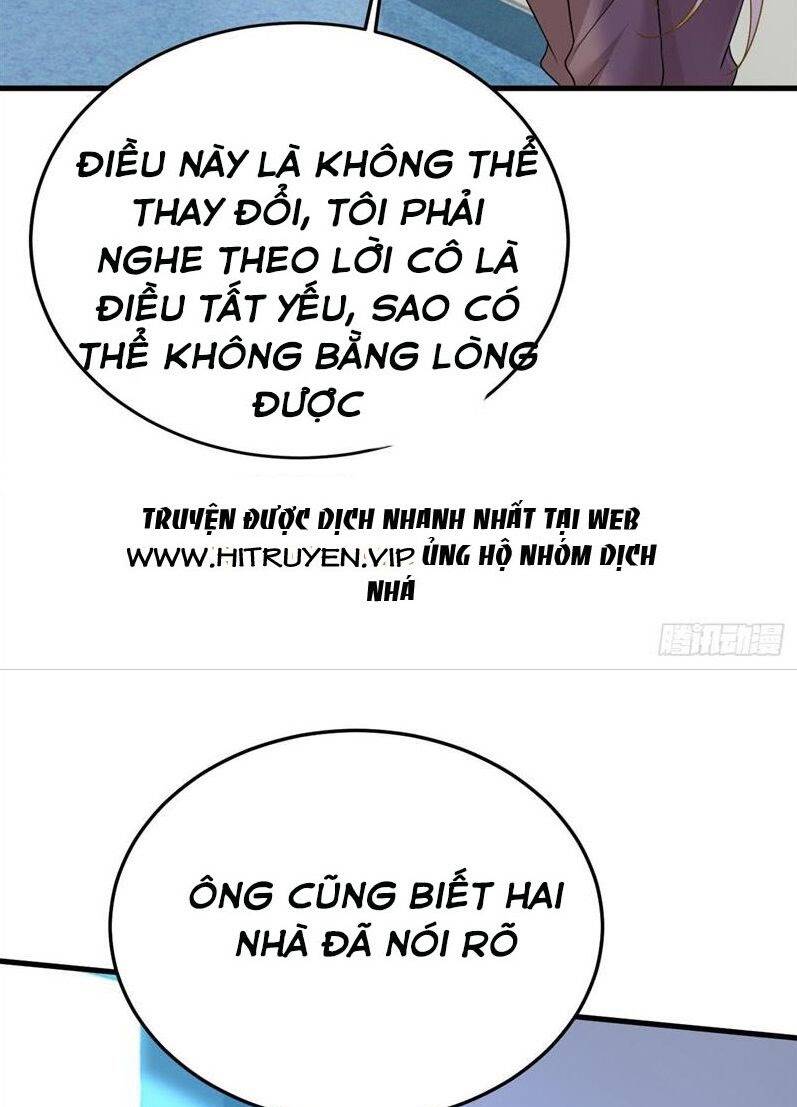 ĐIỀU NÀY LÀ KHÔNG THỂ
THAY ĐỔI, TÔI PHẢI
NGHE THEO LỜI CÔ LÀ
ĐIỀU TẤT YẾU, SAO CÓ
THỂ KHÔNG BẰNG LÒNG
ĐƯỢC
TRUYỆN ĐƯỢC DỊCH NHANH NHẤT TẠI WEB
WWW.HITRUYEN.VIP ỦNG HỘ NHÓM DỊCH
NHÁ
腾讯动漫
ÔNG CŨNG BIẾT HAI
NHÀ ĐÃ NÓI RÕ